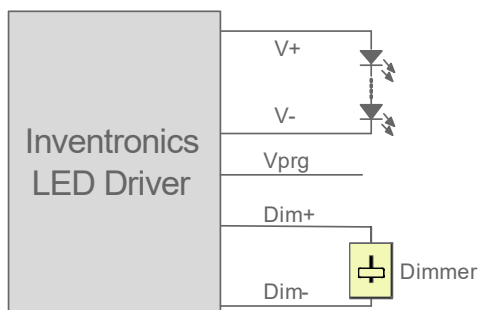 Inventronics
LED Driver
V+
V-
Vprg
Dim+
Dim-
Dimmer